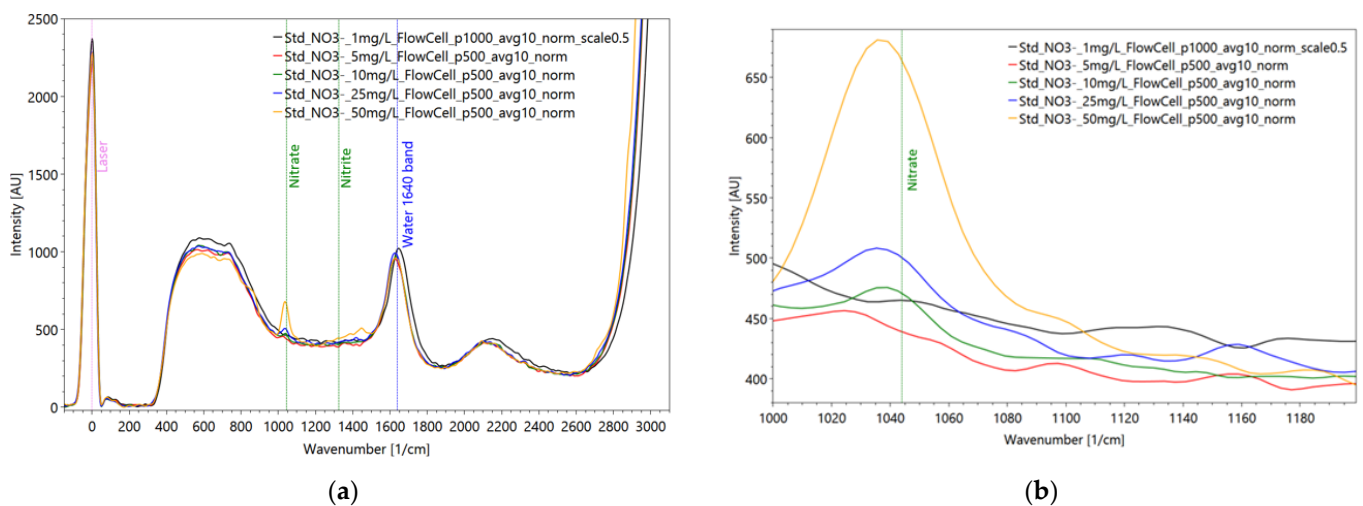 2500
2000
1500
1000
500
0
Intensity [AU]
Std_NO3-_1mg/L_FlowCell_p1000_avg10_norm_scale0.5
Std_NO3-_5mg/L_FlowCell_p500_avg10_norm
Std_NO3-_10mg/L_FlowCell_p500_avg10_norm
Std_NO3-_25mg/L_FlowCell_p500_avg10_norm
Std_NO3-_50mg/L_FlowCell_p500_avg10_norm
Laser
Nitrate
Nitrite
Water 1640 band
0 200 400 600 800 1000 1200 1400 1600 1800 2000 2200 2400 2600 2800 3000
Wavenumber [1/cm]
(a)
650
600
550
500
450
400
Intensity [AU]
Std_NO3-_1mg/L_FlowCell_p1000_avg10_norm_scale0.5
Std_NO3-_5mg/L_FlowCell_p500_avg10_norm
Std_NO3-_10mg/L_FlowCell_p500_avg10_norm
Std_NO3-_25mg/L_FlowCell_p500_avg10_norm
Std_NO3-_50mg/L_FlowCell_p500_avg10_norm
Nitrate
1000 1020 1040 1060 1080 1100 1120 1140 1160 1180
Wavenumber [1/cm]
(b)